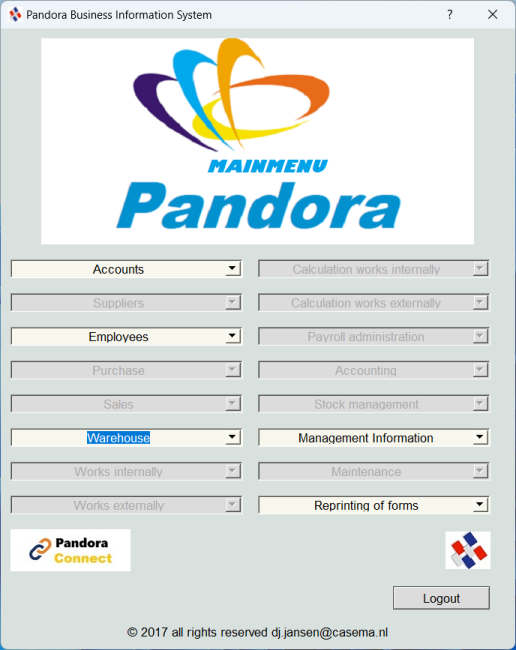 Pandora Business Information System
?
MAINMENU
Pandora
Accounts
Calculation works internally
Suppliers
Calculation works externally
Employees
Payroll administration
Purchase
Accounting
Sales
Stock management
Warehouse
Management Information
Works internally
Maintenance
Works externally
Reprinting of forms
Pandora
Connect
Logout
© 2017 all rights reserved dj.jansen@casema.nl